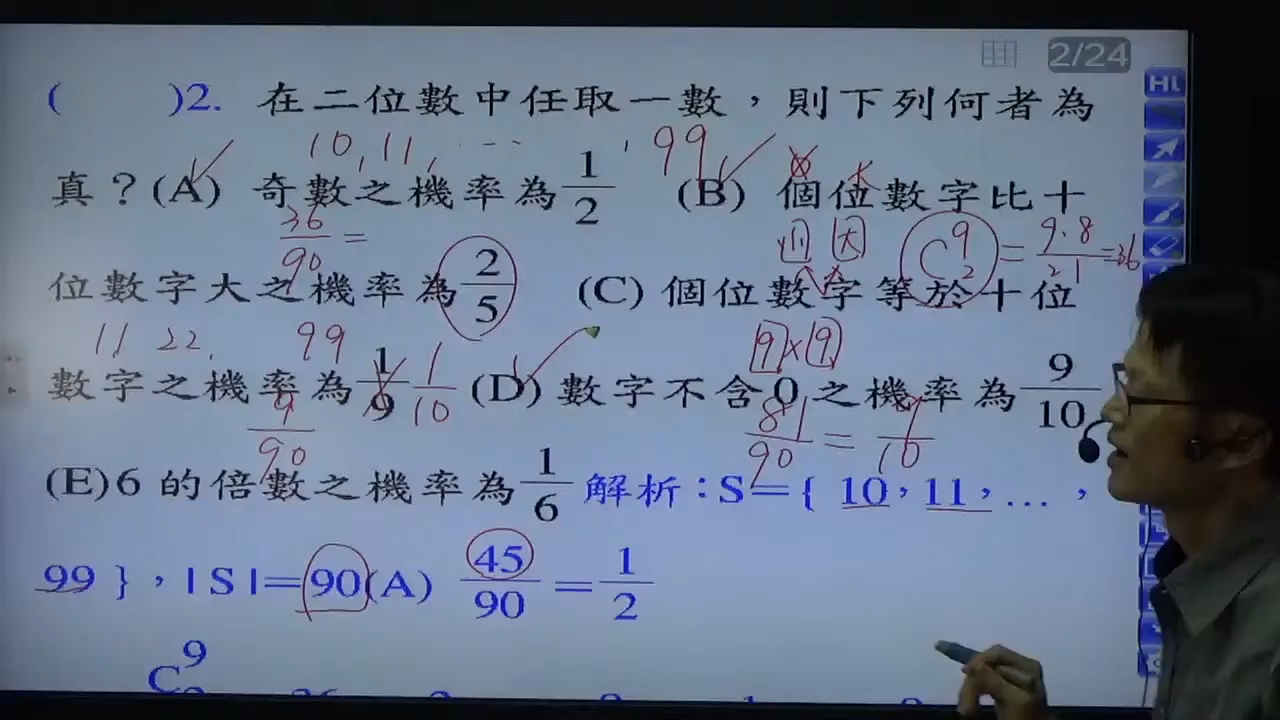 2/24
HL
( )2. 在二位數中任取一數，則下列何者為
10, 11, ... , 99
真？(A) 奇數之機率為 1/2 (B) 個位數字比十
36/90 = 個 十 C 9 2 = 9·8/2 1 = 36
位數字大之機率為 2/5 (C) 個位數字等於十位
11 22, 99 9 × 9
數字之機率為 1/9 1/10 (D) 數字不含 0 之機率為 9/10
9/90 81/90 = 9/10
(E)6 的倍數之機率為 1/6 解析：S＝{ 10，11，…，
99 }，| S |＝90(A) 45/90 ＝ 1/2
C 9